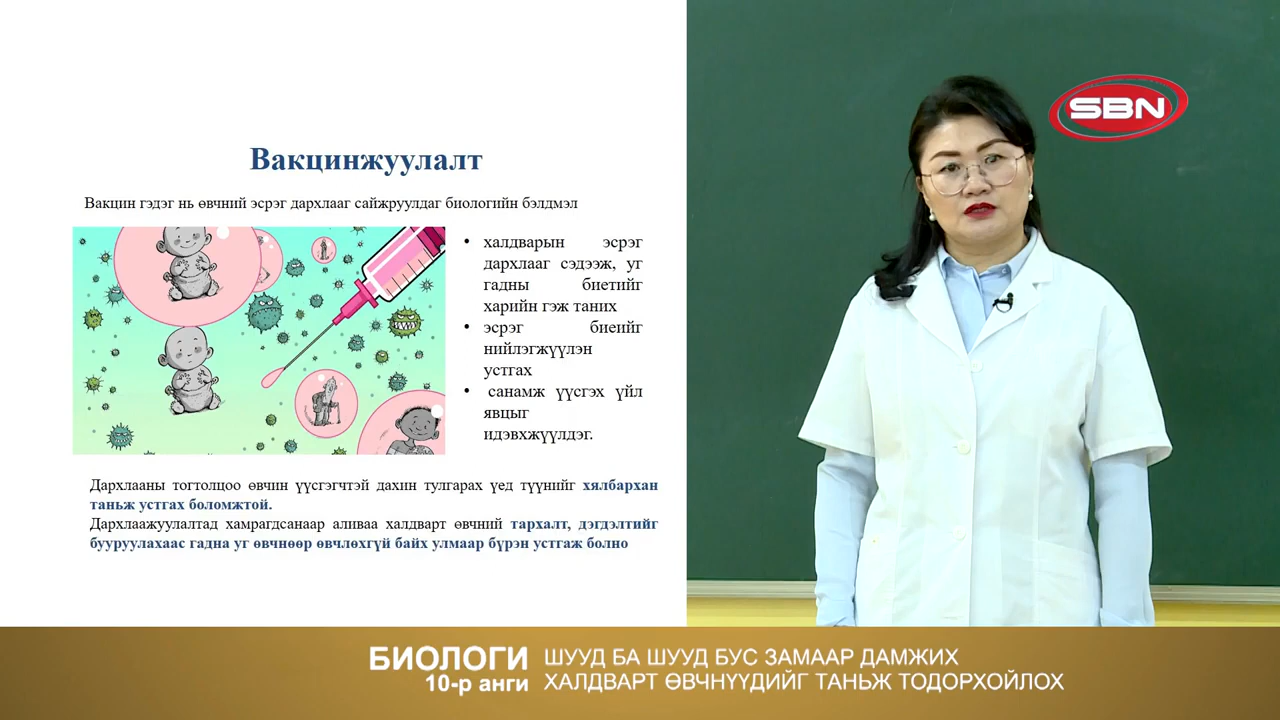 Вакцинжуулалт
Вакцин гэдэг нь өвчний эсрэг дархлааг сайжруулдаг биологийн бэлдмэл
• халдварын эсрэг
дархлааг сэдээж, уг
гадны биетийг
харийн гэж таних
• эсрэг биеийг
нийлэгжүүлэн
устгах
• санамж үүсгэх үйл
явцыг
идэвхжүүлдэг.
Дархлааны тогтолцоо өвчин үүсгэгчтэй дахин тулгарах үед түүнийг хялбархан
таньж устгах боломжтой.
Дархлаажуулалтад хамрагдсанаар аливаа халдварт өвчний тархалт, дэгдэлтийг
бууруулахаас гадна уг өвчнөөр өвчлөхгүй байх улмаар бүрэн устгаж болно
SBN
БИОЛОГИ
10-р анги
ШУУД БА ШУУД БУС ЗАМААР ДАМЖИХ
ХАЛДВАРТ ӨВЧНҮҮДИЙГ ТАНЬЖ ТОДОРХОЙЛОХ